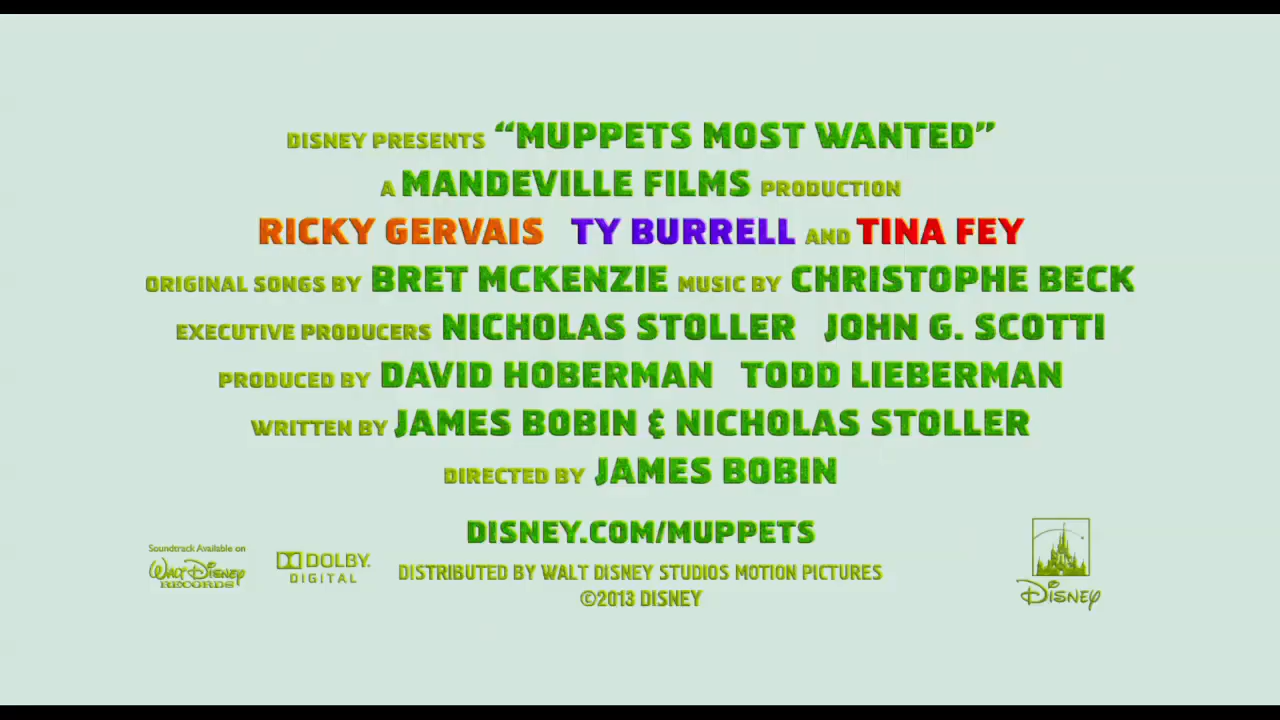 DISNEY PRESENTS “MUPPETS MOST WANTED”
A MANDEVILLE FILMS PRODUCTION
RICKY GERVAIS TY BURRELL AND TINA FEY
ORIGINAL SONGS BY BRET MCKENZIE MUSIC BY CHRISTOPHE BECK
EXECUTIVE PRODUCERS NICHOLAS STOLLER JOHN G. SCOTTI
PRODUCED BY DAVID HOBERMAN TODD LIEBERMAN
WRITTEN BY JAMES BOBIN & NICHOLAS STOLLER
DIRECTED BY JAMES BOBIN
DISNEY.COM/MUPPETS
Soundtrack Available on
WALT DISNEY
RECORDS
DOLBY.
DIGITAL
DISTRIBUTED BY WALT DISNEY STUDIOS MOTION PICTURES
©2013 DISNEY
DISNEY